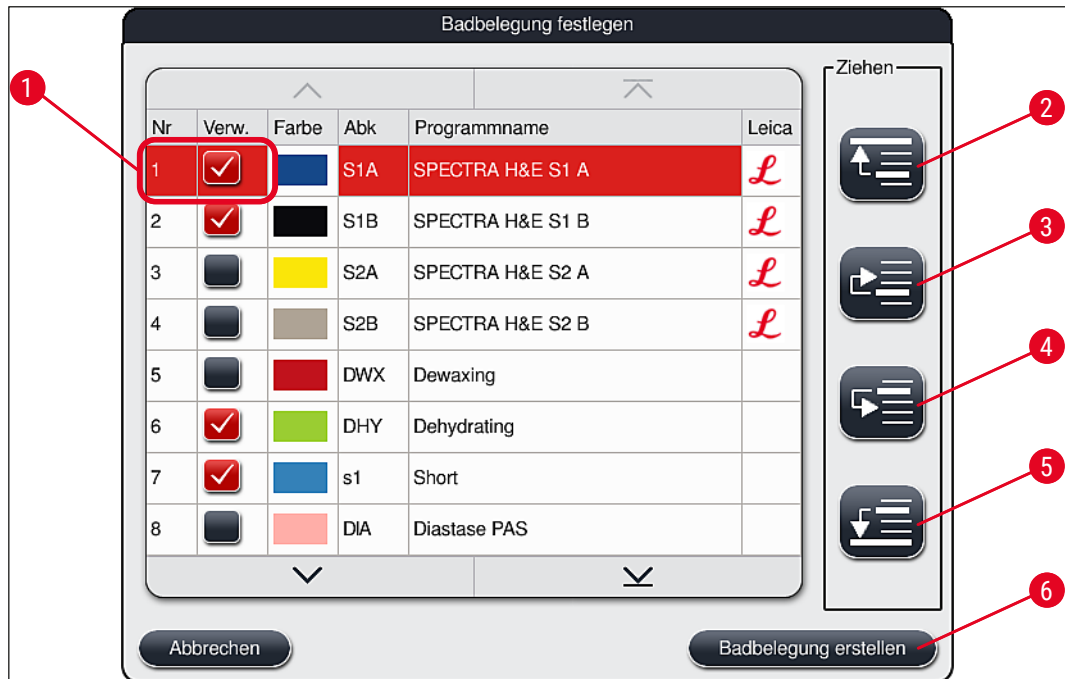 Badbelegung festlegen
Ziehen
1
Nr Verw. Farbe Abk Programmname Leica
2
1 S1A SPECTRA H&E S1 A L
2 S1B SPECTRA H&E S1 B L
3
3 S2A SPECTRA H&E S2 A L
4 S2B SPECTRA H&E S2 B L
4
5 DWX Dewaxing
6 DHY Dehydrating
5
7 s1 Short
8 DIA Diastase PAS
6
Abbrechen Badbelegung erstellen